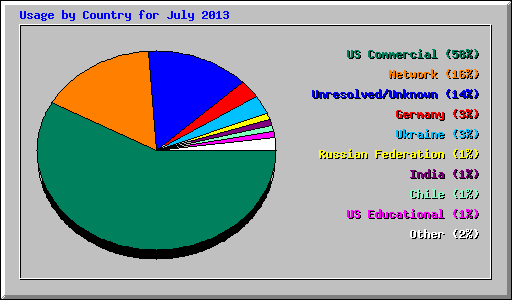 Usage by Country for July 2013
US Commercial (58%)
Network (16%)
Unresolved/Unknown (14%)
Germany (3%)
Ukraine (3%)
Russian Federation (1%)
India (1%)
Chile (1%)
US Educational (1%)
Other (2%)